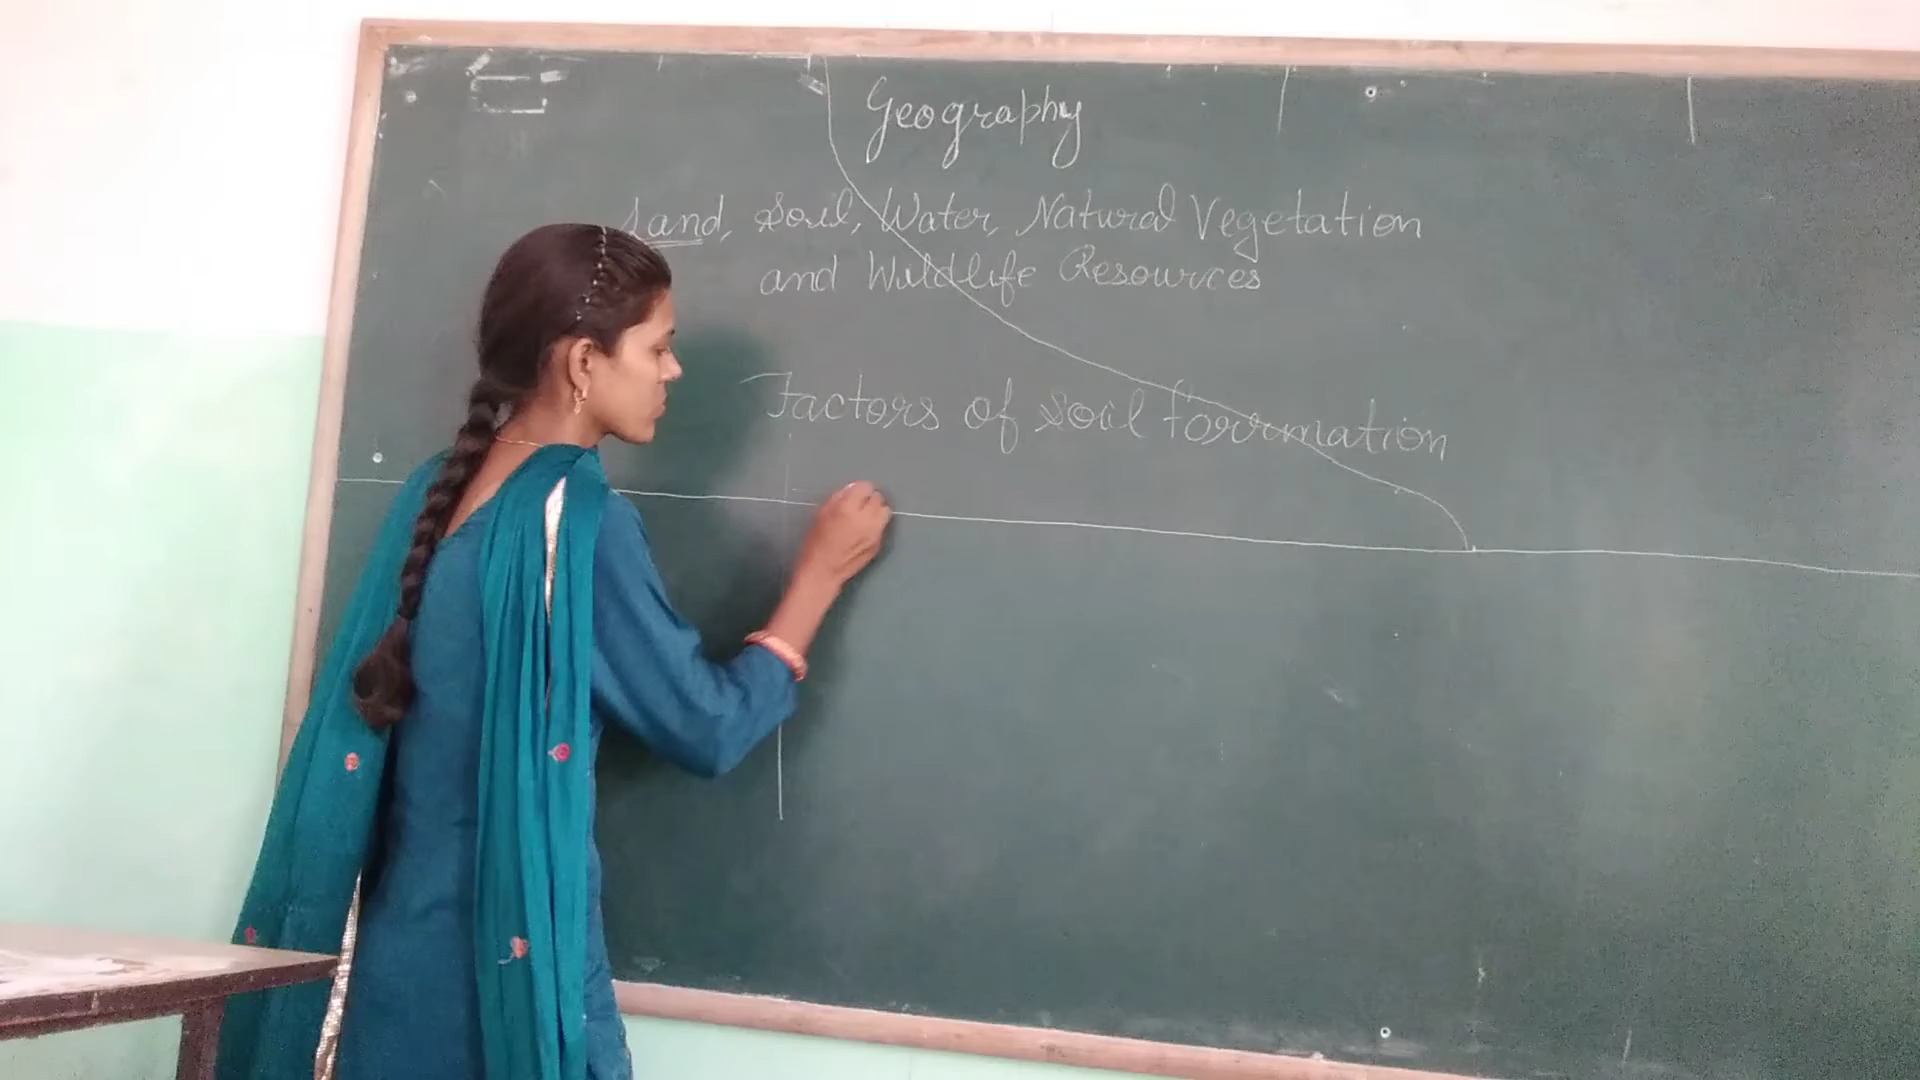 Geography
Land, Soil, Water, Natural Vegetation
and Wildlife Resources
Factors of Soil formation